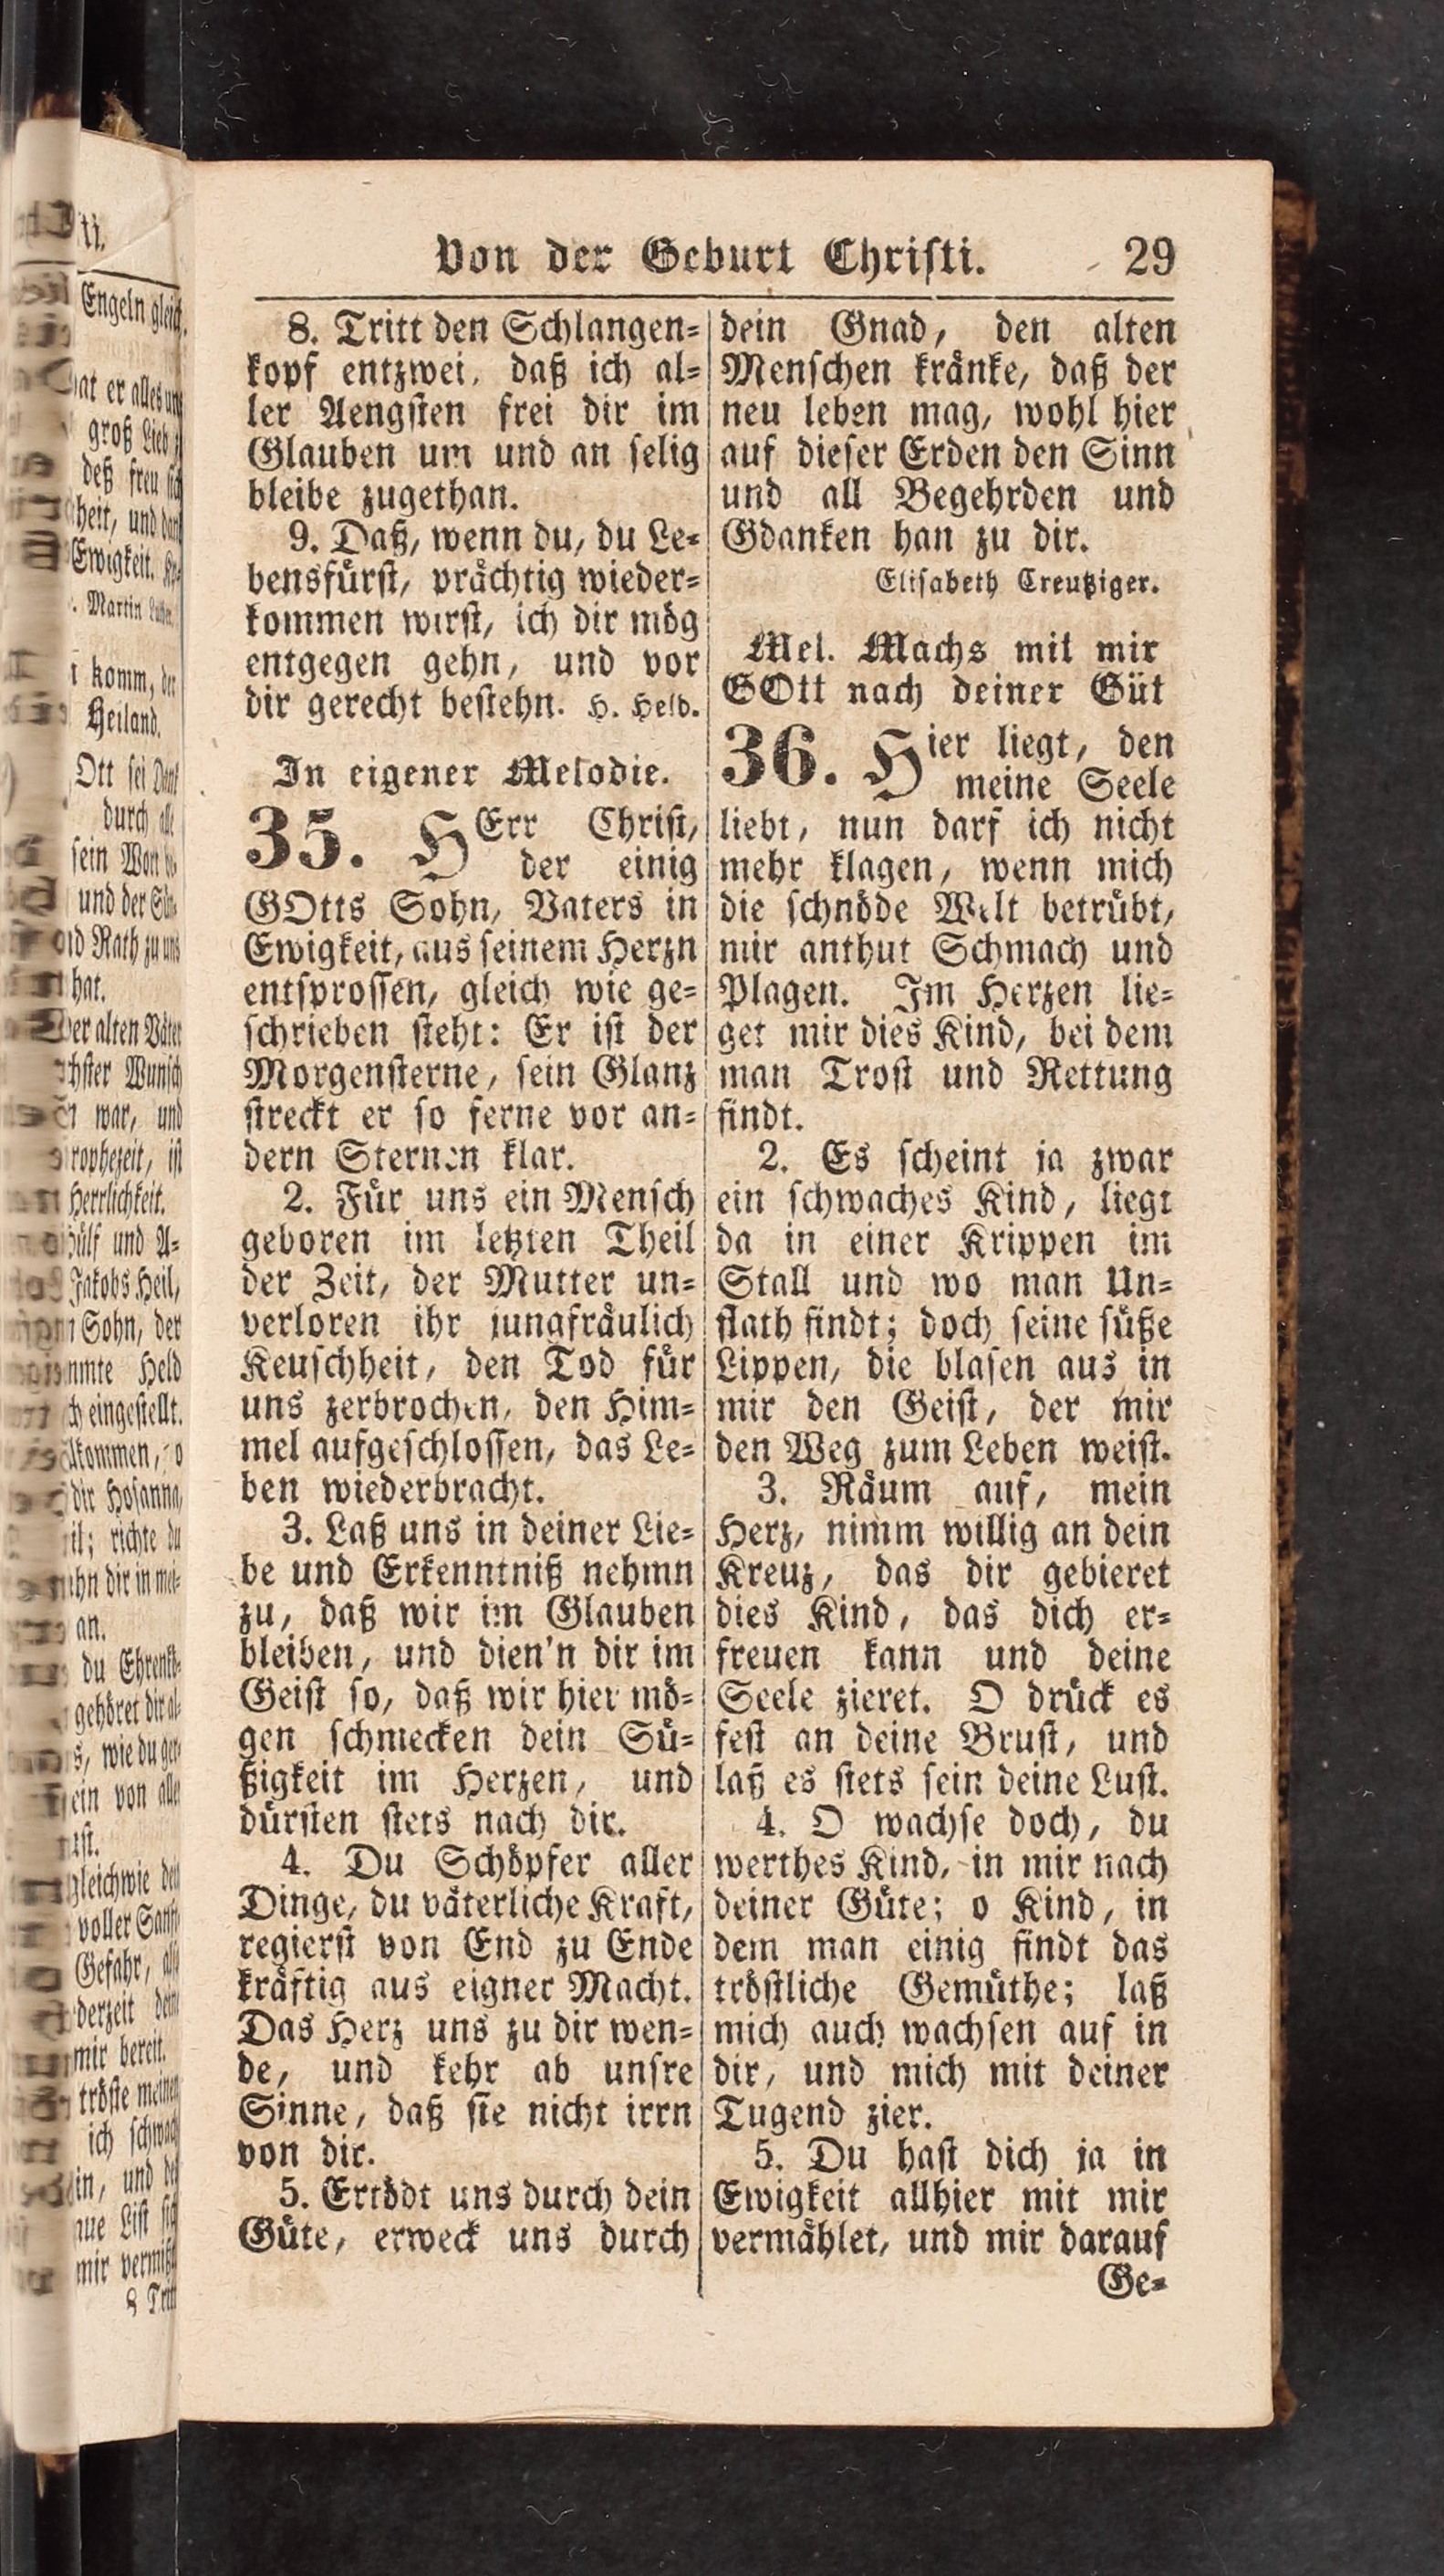 Von der Geburt Christi. 29
8. Tritt den Schlangen-
kopf entzwei, daß ich al-
ler Aengsten frei dir im
Glauben um und an selig
bleibe zugethan.
9. Daß, wenn du, du Le-
bensfürst, prächtig wieder-
kommen wirst, ich dir mög
entgegen gehn, und vor
dir gerecht bestehn. H. Held.
In eigener Melodie.
35. HErr Christ,
der einig
GOtts Sohn, Vaters in
Ewigkeit, aus seinem Herzn
entsprossen, gleich wie ge-
schrieben steht: Er ist der
Morgensterne, sein Glanz
streckt er so ferne vor an-
dern Sternen klar.
2. Für uns ein Mensch
geboren im letzten Theil
der Zeit, der Mutter un-
verloren ihr jungfräulich
Keuschheit, den Tod für
uns zerbrochen, den Him-
mel aufgeschlossen, das Le-
ben wiederbracht.
3. Laß uns in deiner Lie-
be und Erkenntniß nehmn
zu, daß wir im Glauben
bleiben, und dien'n dir im
Geist so, daß wir hier mö-
gen schmecken dein Sü-
ßigkeit im Herzen, und
dürsten stets nach dir.
4. Du Schöpfer aller
Dinge, du väterliche Kraft,
regierst von End zu Ende
kräftig aus eigner Macht.
Das Herz uns zu dir wen-
de, und kehr ab unsre
Sinne, daß sie nicht irrn
von dir.
5. Ertödt uns durch dein
Güte, erweck uns durch
dein Gnad, den alten
Menschen kränke, daß der
neu leben mag, wohl hier
auf dieser Erden den Sinn
und all Begehrden und
Gdanken han zu dir.
Elisabeth Creutziger.
Mel. Machs mit mir
GOtt nach deiner Güt
36. Hier liegt, den
meine Seele
liebt, nun darf ich nicht
mehr klagen, wenn mich
die schnöde Welt betrübt,
mir anthut Schmach und
Plagen. Im Herzen lie-
get mir dies Kind, bei dem
man Trost und Rettung
findt.
2. Es scheint ja zwar
ein schwaches Kind, liegt
da in einer Krippen im
Stall und wo man Un-
flath findt; doch seine süße
Lippen, die blasen aus in
mir den Geist, der mir
den Weg zum Leben weist.
3. Räum auf, mein
Herz, nimm willig an dein
Kreuz, das dir gebieret
dies Kind, das dich er-
freuen kann und deine
Seele zieret. O drück es
fest an deine Brust, und
laß es stets sein deine Lust.
4. O wachse doch, du
werthes Kind, in mir nach
deiner Güte; o Kind, in
dem man einig findt das
tröstliche Gemüthe; laß
mich auch wachsen auf in
dir, und mich mit deiner
Tugend zier.
5. Du hast dich ja in
Ewigkeit allhier mit mir
vermählet, und mir darauf
Ge-